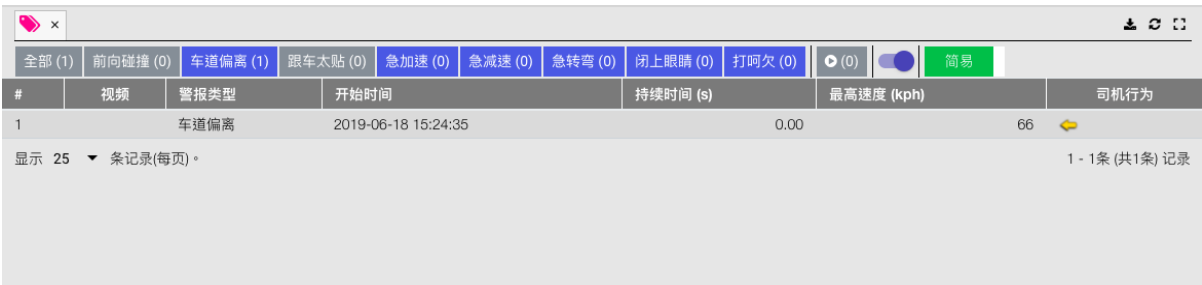 ×
全部 (1) 前向碰撞 (0) 车道偏离 (1) 跟车太贴 (0) 急加速 (0) 急减速 (0) 急转弯 (0) 闭上眼睛 (0) 打呵欠 (0) (0) 简易
# 视频 警报类型 开始时间 持续时间 (s) 最高速度 (kph) 司机行为
1 车道偏离 2019-06-18 15:24:35 0.00 66
显示 25 条记录(每页)。 1 - 1条 (共1条) 记录